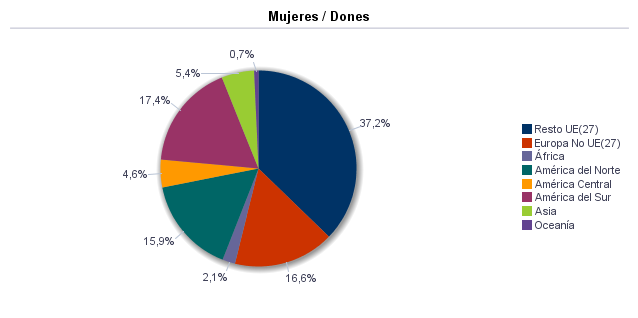 Mujeres / Dones
0,7%
5,4%
17,4%
37,2%
4,6%
15,9%
2,1%
16,6%
Resto UE(27)
Europa No UE(27)
África
América del Norte
América Central
América del Sur
Asia
Oceanía